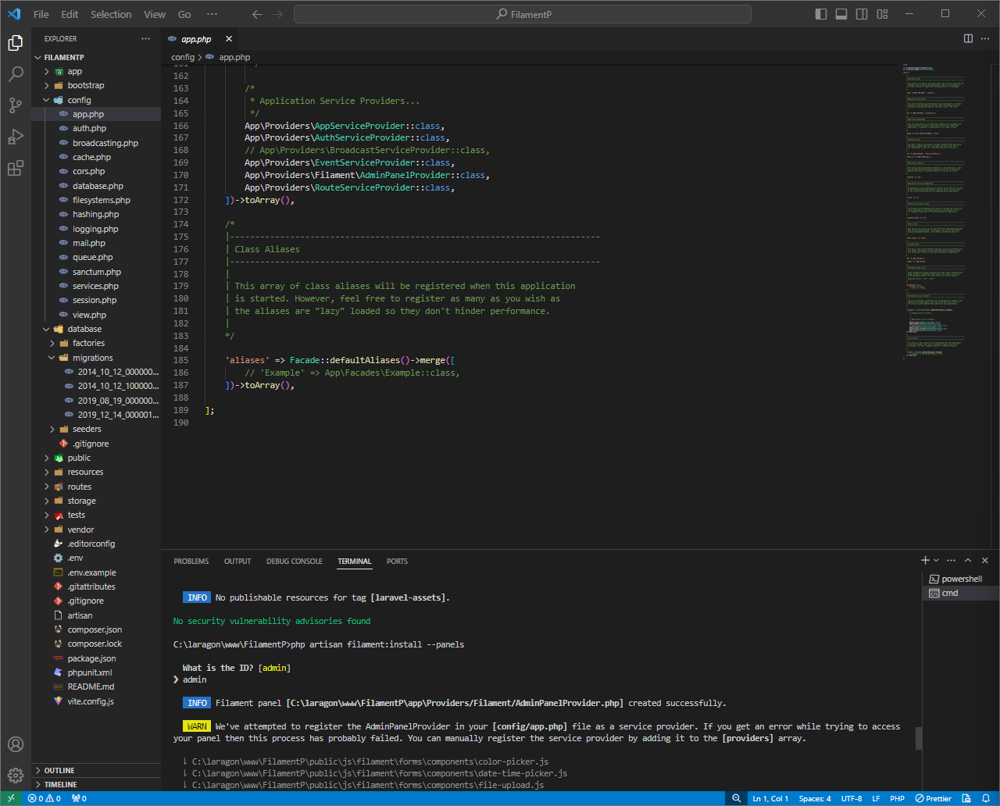 File Edit Selection View Go ··· FilamentP
EXPLORER ···
app.php
config > app.php
FILAMENTP
app
bootstrap
config
app.php
auth.php
broadcasting.php
cache.php
cors.php
database.php
filesystems.php
hashing.php
logging.php
mail.php
queue.php
sanctum.php
services.php
session.php
view.php
database
factories
migrations
2014_10_12_000000...
2014_10_12_100000...
2019_08_19_000000...
2019_12_14_000001...
seeders
.gitignore
public
resources
routes
storage
tests
vendor
.editorconfig
.env
.env.example
.gitattributes
.gitignore
artisan
composer.json
composer.lock
package.json
phpunit.xml
README.md
vite.config.js
OUTLINE
TIMELINE
161 */
162
163 /*
164 * Application Service Providers...
165 */
166 App\Providers\AppServiceProvider::class,
167 App\Providers\AuthServiceProvider::class,
168 // App\Providers\BroadcastServiceProvider::class,
169 App\Providers\EventServiceProvider::class,
170 App\Providers\Filament\AdminPanelProvider::class,
171 App\Providers\RouteServiceProvider::class,
172 ])->toArray(),
173
174 /*
175 |--------------------------------------------------------------------------
176 | Class Aliases
177 |--------------------------------------------------------------------------
178 |
179 | This array of class aliases will be registered when this application
180 | is started. However, feel free to register as many as you wish as
181 | the aliases are "lazy" loaded so they don't hinder performance.
182 |
183 */
184
185 'aliases' => Facade::defaultAliases()->merge([
186 // 'Example' => App\Facades\Example::class,
187 ])->toArray(),
188
189 ];
190
PROBLEMS OUTPUT DEBUG CONSOLE TERMINAL PORTS
powershell
cmd
INFO No publishable resources for tag [laravel-assets].
No security vulnerability advisories found
C:\laragon\www\FilamentP>php artisan filament:install --panels
What is the ID? [admin]
❯ admin
INFO Filament panel [C:\laragon\www\FilamentP\app\Providers/Filament/AdminPanelProvider.php] created successfully.
WARN We've attempted to register the AdminPanelProvider in your [config/app.php] file as a service provider. If you get an error while trying to access
your panel then this process has probably failed. You can manually register the service provider by adding it to the [providers] array.
⇂ C:\laragon\www\FilamentP\public\js\filament\forms\components\color-picker.js
⇂ C:\laragon\www\FilamentP\public\js\filament\forms\components\date-time-picker.js
⇂ C:\laragon\www\FilamentP\public\js\filament\forms\components\file-upload.js
0 0 0 Ln 1, Col 1 Spaces: 4 UTF-8 LF PHP Prettier